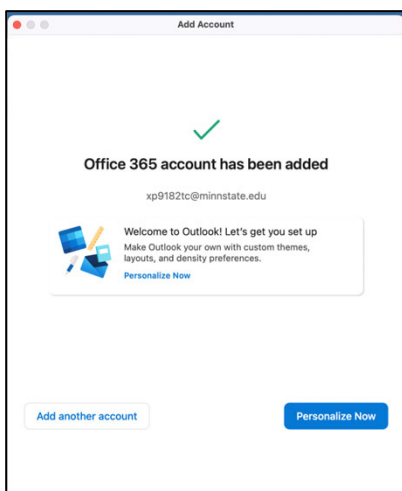 Add Account
Office 365 account has been added
xp9182tc@minnstate.edu
Welcome to Outlook! Let's get you set up
Make Outlook your own with custom themes,
layouts, and density preferences.
Personalize Now
Add another account
Personalize Now